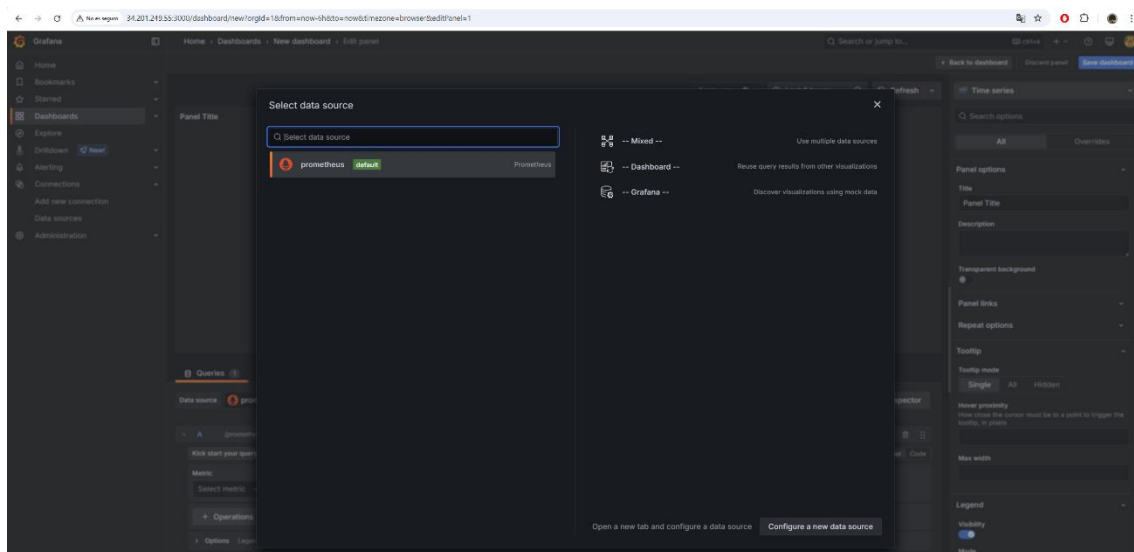 No es seguro 34.201.249.55:3000/dashboard/new?orgId=1&from=now-6h&to=now&timezone=browser&editPanel=1
Grafana
Home › Dashboards › New dashboard › Edit panel
Search or jump to...
Home
Back to dashboard
Discard panel
Save dashboard
Bookmarks
Starred
Refresh
Time series
Dashboards
Panel Title
Select data source
Search options
Explore
Select data source
-- Mixed --
Use multiple data sources
All
Overrides
Drilldown
New!
Alerting
prometheus
default
Prometheus
-- Dashboard --
Reuse query results from other visualizations
Panel options
Connections
-- Grafana --
Discover visualizations using mock data
Title
Add new connection
Panel Title
Data sources
Description
Administration
Transparent background
Panel links
Repeat options
Tooltip
Queries 1
Tooltip mode
Single
All
Hidden
Data source
Hover proximity
How close the cursor must be to a point to trigger the tooltip, in pixels
A
Kick start your
Code
Max width
Metric
Select metric
Legend
+ Operations
Open a new tab and configure a data source
Configure a new data source
Visibility
Options
Mode